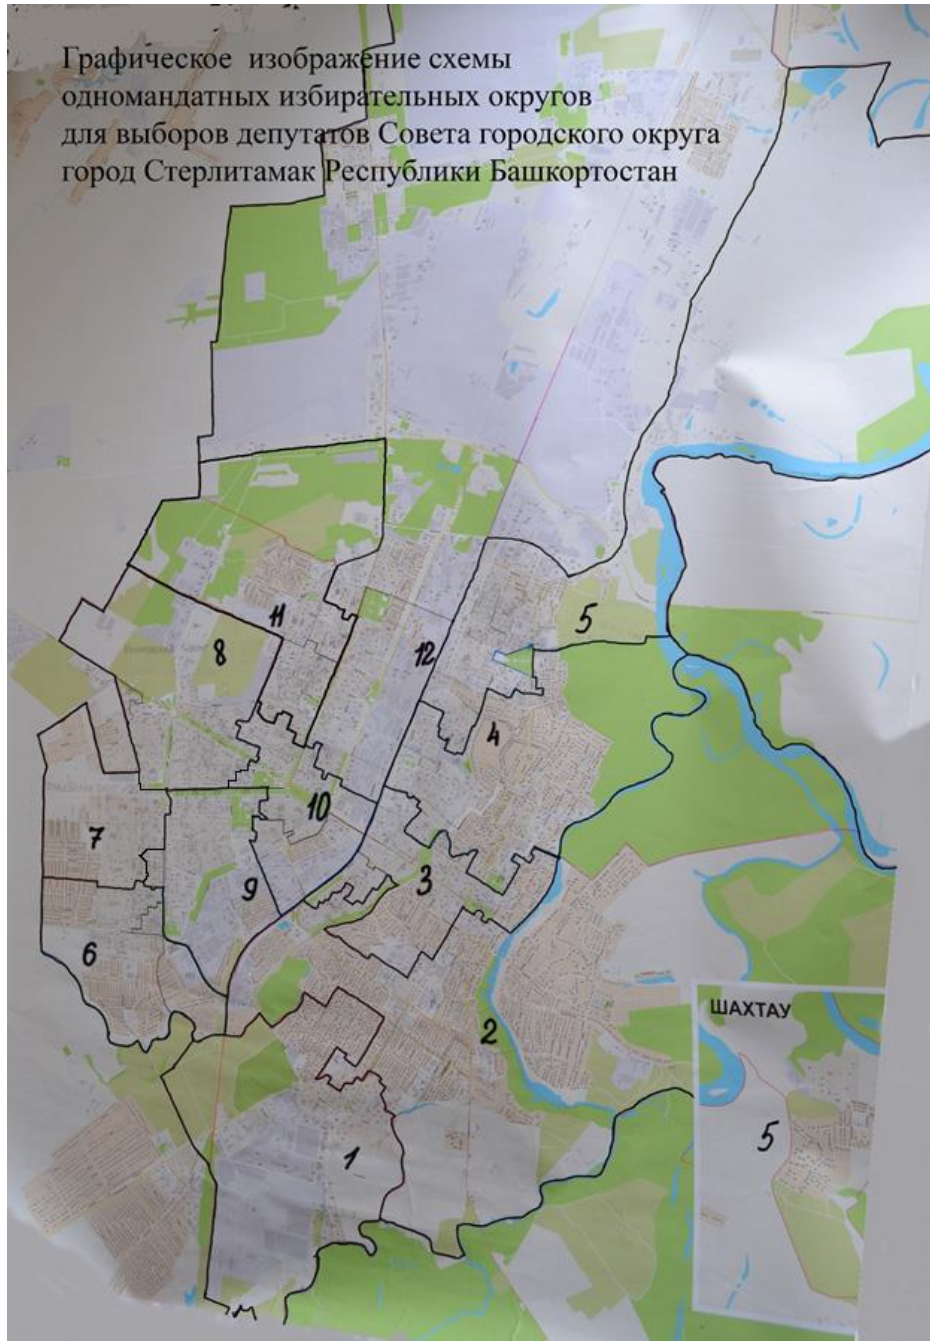 Графическое изображение схемы
одномандатных избирательных округов
для выборов депутатов Совета городского округа
город Стерлитамак Республики Башкортостан
5
11
8
12
4
10
7
3
9
6
ШАХТАУ
2
5
1